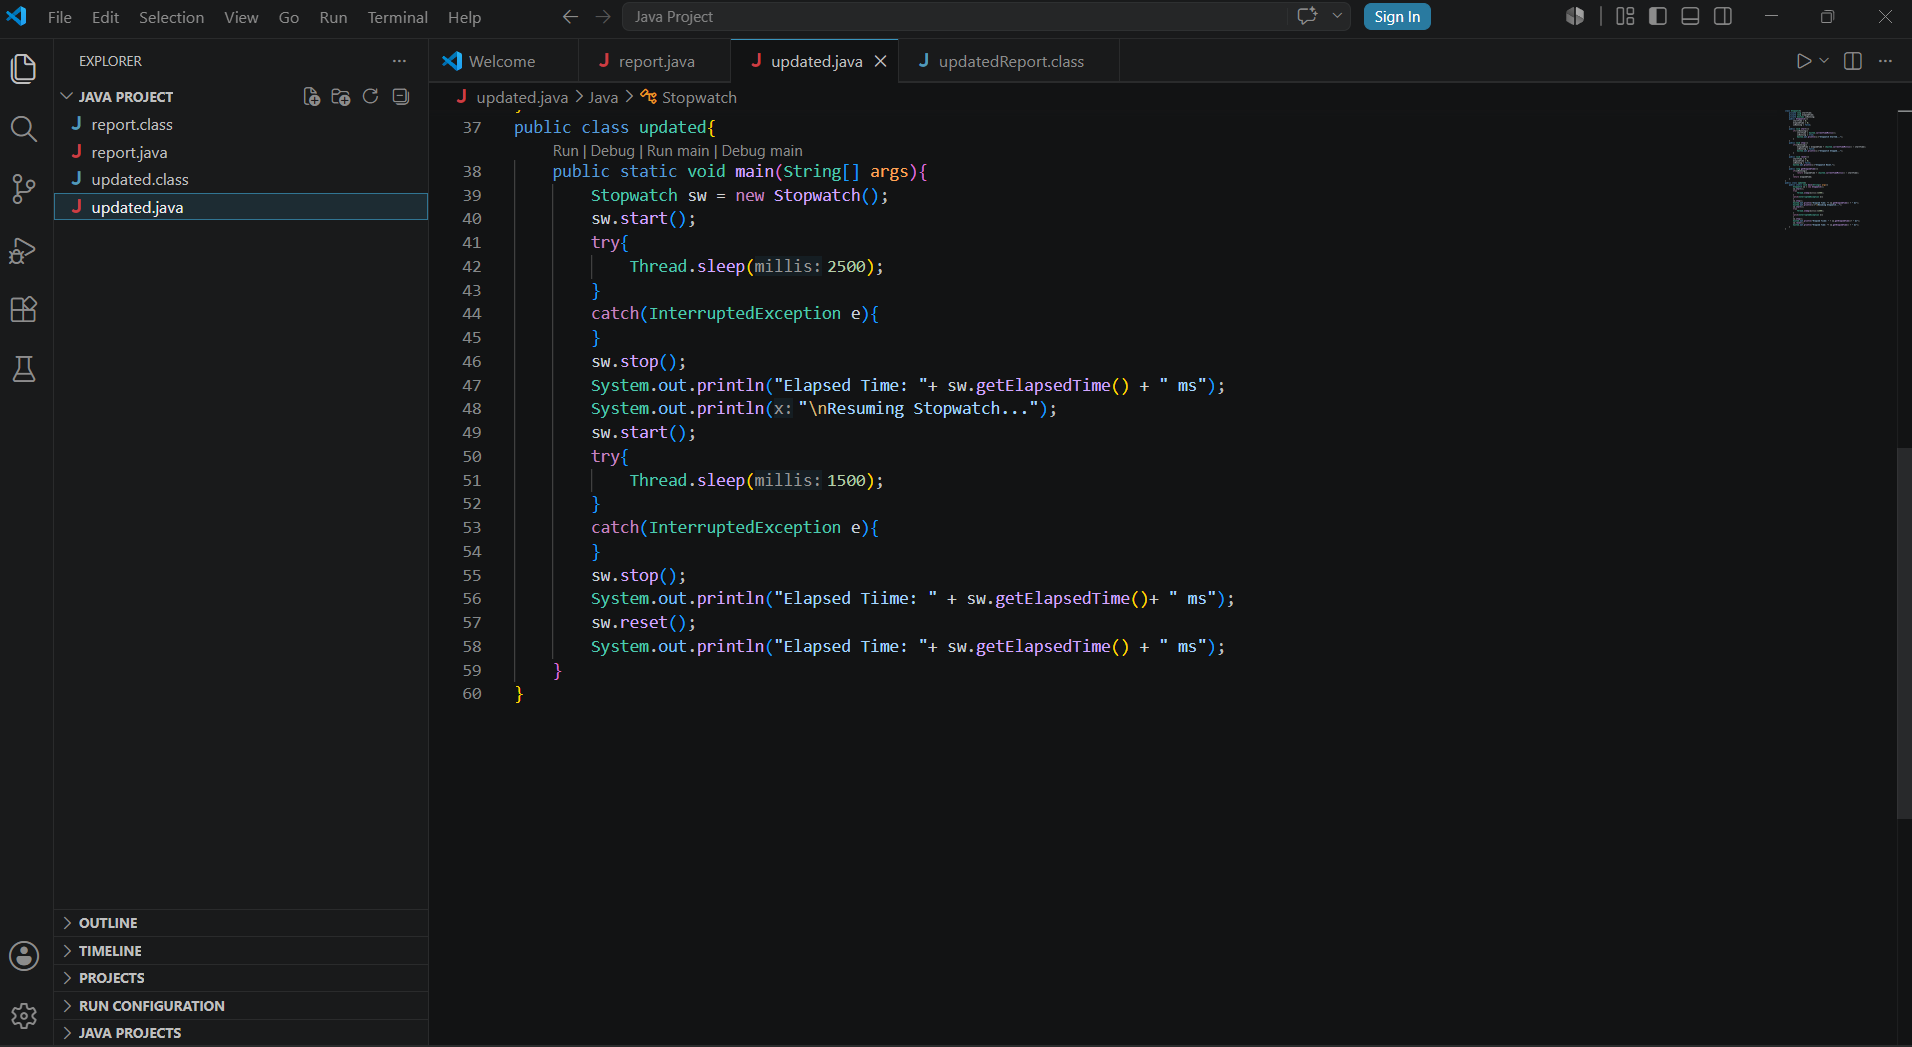 File Edit Selection View Go Run Terminal Help
Java Project
Sign In
EXPLORER
JAVA PROJECT
report.class
report.java
updated.class
updated.java
OUTLINE
TIMELINE
PROJECTS
RUN CONFIGURATION
JAVA PROJECTS
Welcome
report.java
updated.java
updatedReport.class
updated.java > Java > Stopwatch
37 public class updated{
Run | Debug | Run main | Debug main
38 public static void main(String[] args){
39 Stopwatch sw = new Stopwatch();
40 sw.start();
41 try{
42 Thread.sleep(millis: 2500);
43 }
44 catch(InterruptedException e){
45 }
46 sw.stop();
47 System.out.println("Elapsed Time: "+ sw.getElapsedTime() + " ms");
48 System.out.println(x: "\nResuming Stopwatch...");
49 sw.start();
50 try{
51 Thread.sleep(millis: 1500);
52 }
53 catch(InterruptedException e){
54 }
55 sw.stop();
56 System.out.println("Elapsed Tiime: " + sw.getElapsedTime()+ " ms");
57 sw.reset();
58 System.out.println("Elapsed Time: "+ sw.getElapsedTime() + " ms");
59 }
60 }